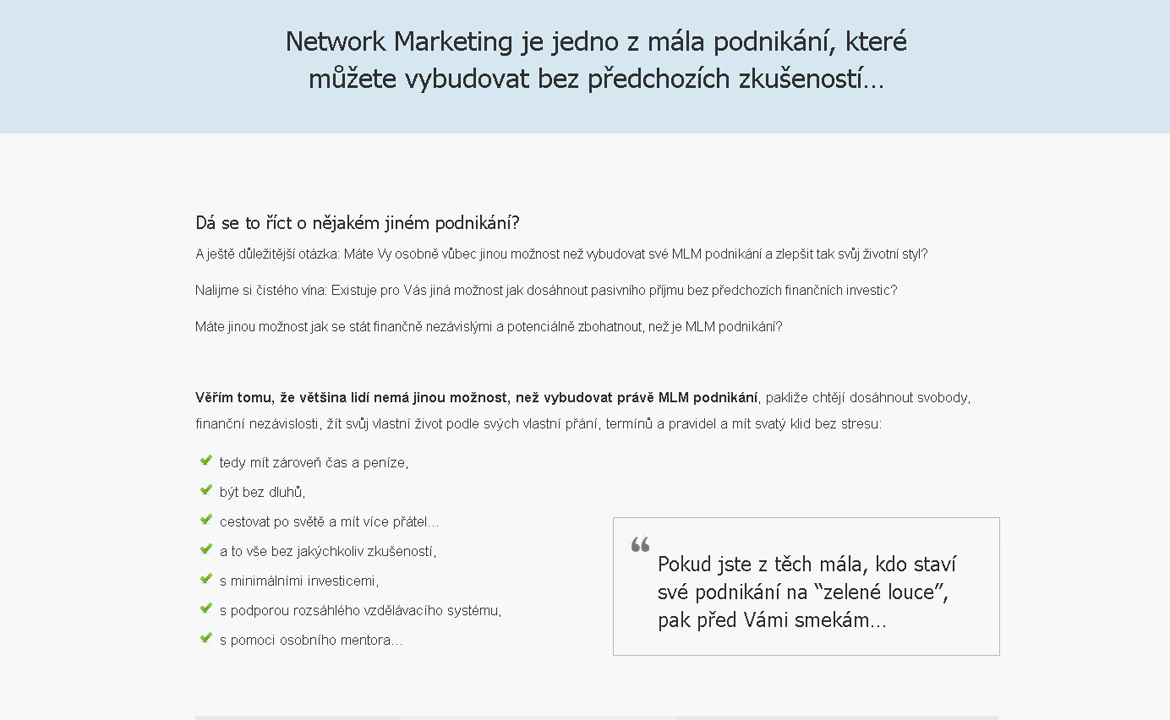 Network Marketing je jedno z mála podnikání, které
můžete vybudovat bez předchozích zkušeností...
Dá se to říct o nějakém jiném podnikání?
A ještě důležitější otázka: Máte Vy osobně vůbec jinou možnost než vybudovat své MLM podnikání a zlepšit tak svůj životní styl?
Nalijme si čistého vína: Existuje pro Vás jiná možnost jak dosáhnout pasivního příjmu bez předchozích finančních investic?
Máte jinou možnost jak se stát finančně nezávislými a potenciálně zbohatnout, než je MLM podnikání?
Věřím tomu, že většina lidí nemá jinou možnost, než vybudovat právě MLM podnikání, pakliže chtějí dosáhnout svobody,
finanční nezávislosti, žít svůj vlastní život podle svých vlastní přání, termínů a pravidel a mít svatý klid bez stresu:
tedy mít zároveň čas a peníze,
být bez dluhů,
cestovat po světě a mít více přátel...
a to vše bez jakýchkoliv zkušeností,
s minimálními investicemi,
s podporou rozsáhlého vzdělávacího systému,
s pomoci osobního mentora...
“ Pokud jste z těch mála, kdo staví
své podnikání na “zelené louce”,
pak před Vámi smekám...